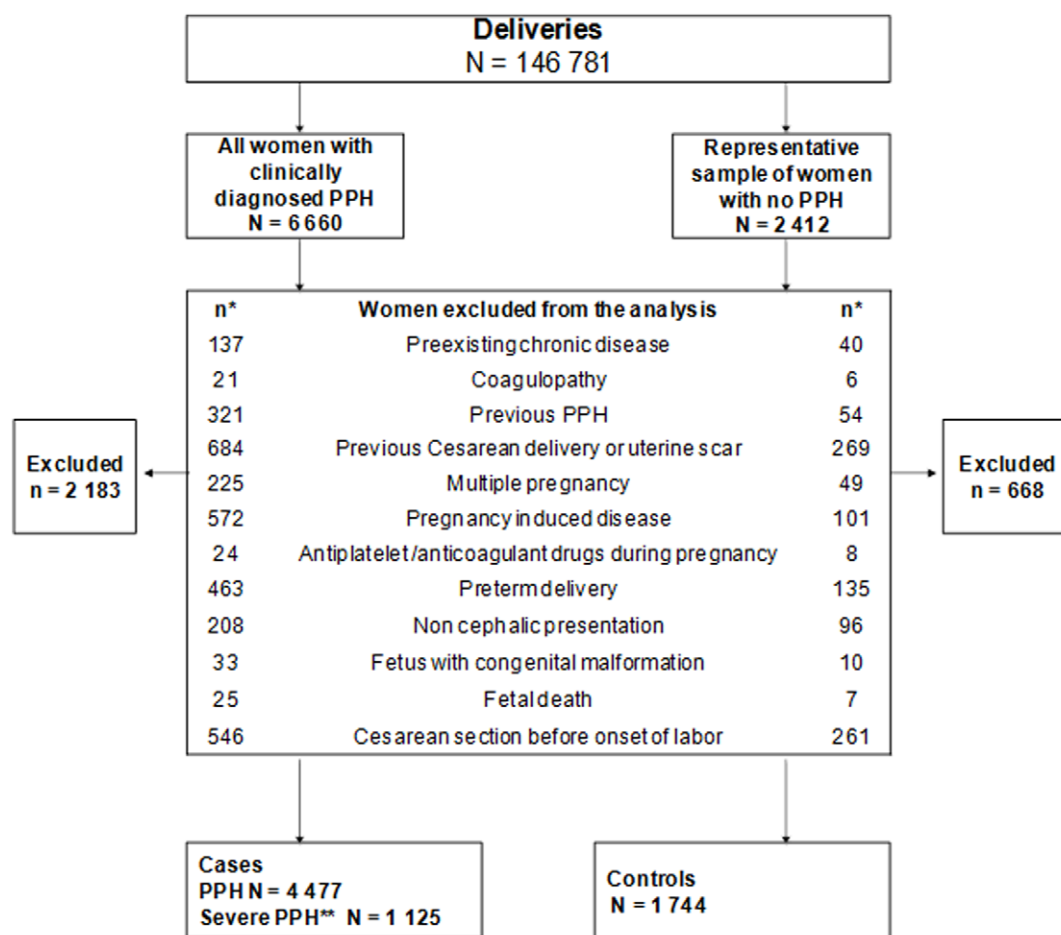 Deliveries
N = 146 781
All women with
clinically
diagnosed PPH
N = 6 660
Representative
sample of women
with no PPH
N = 2 412
n* Women excluded from the analysis n*
137 Preexisting chronic disease 40
21 Coagulopathy 6
321 Previous PPH 54
684 Previous Cesarean delivery or uterine scar 269
225 Multiple pregnancy 49
572 Pregnancy induced disease 101
24 Antiplatelet/anticoagulant drugs during pregnancy 8
463 Preterm delivery 135
208 Non cephalic presentation 96
33 Fetus with congenital malformation 10
25 Fetal death 7
546 Cesarean section before onset of labor 261
Excluded
n = 2 183
Excluded
n = 668
Cases
PPH N = 4 477
Severe PPH** N = 1 125
Controls
N = 1 744